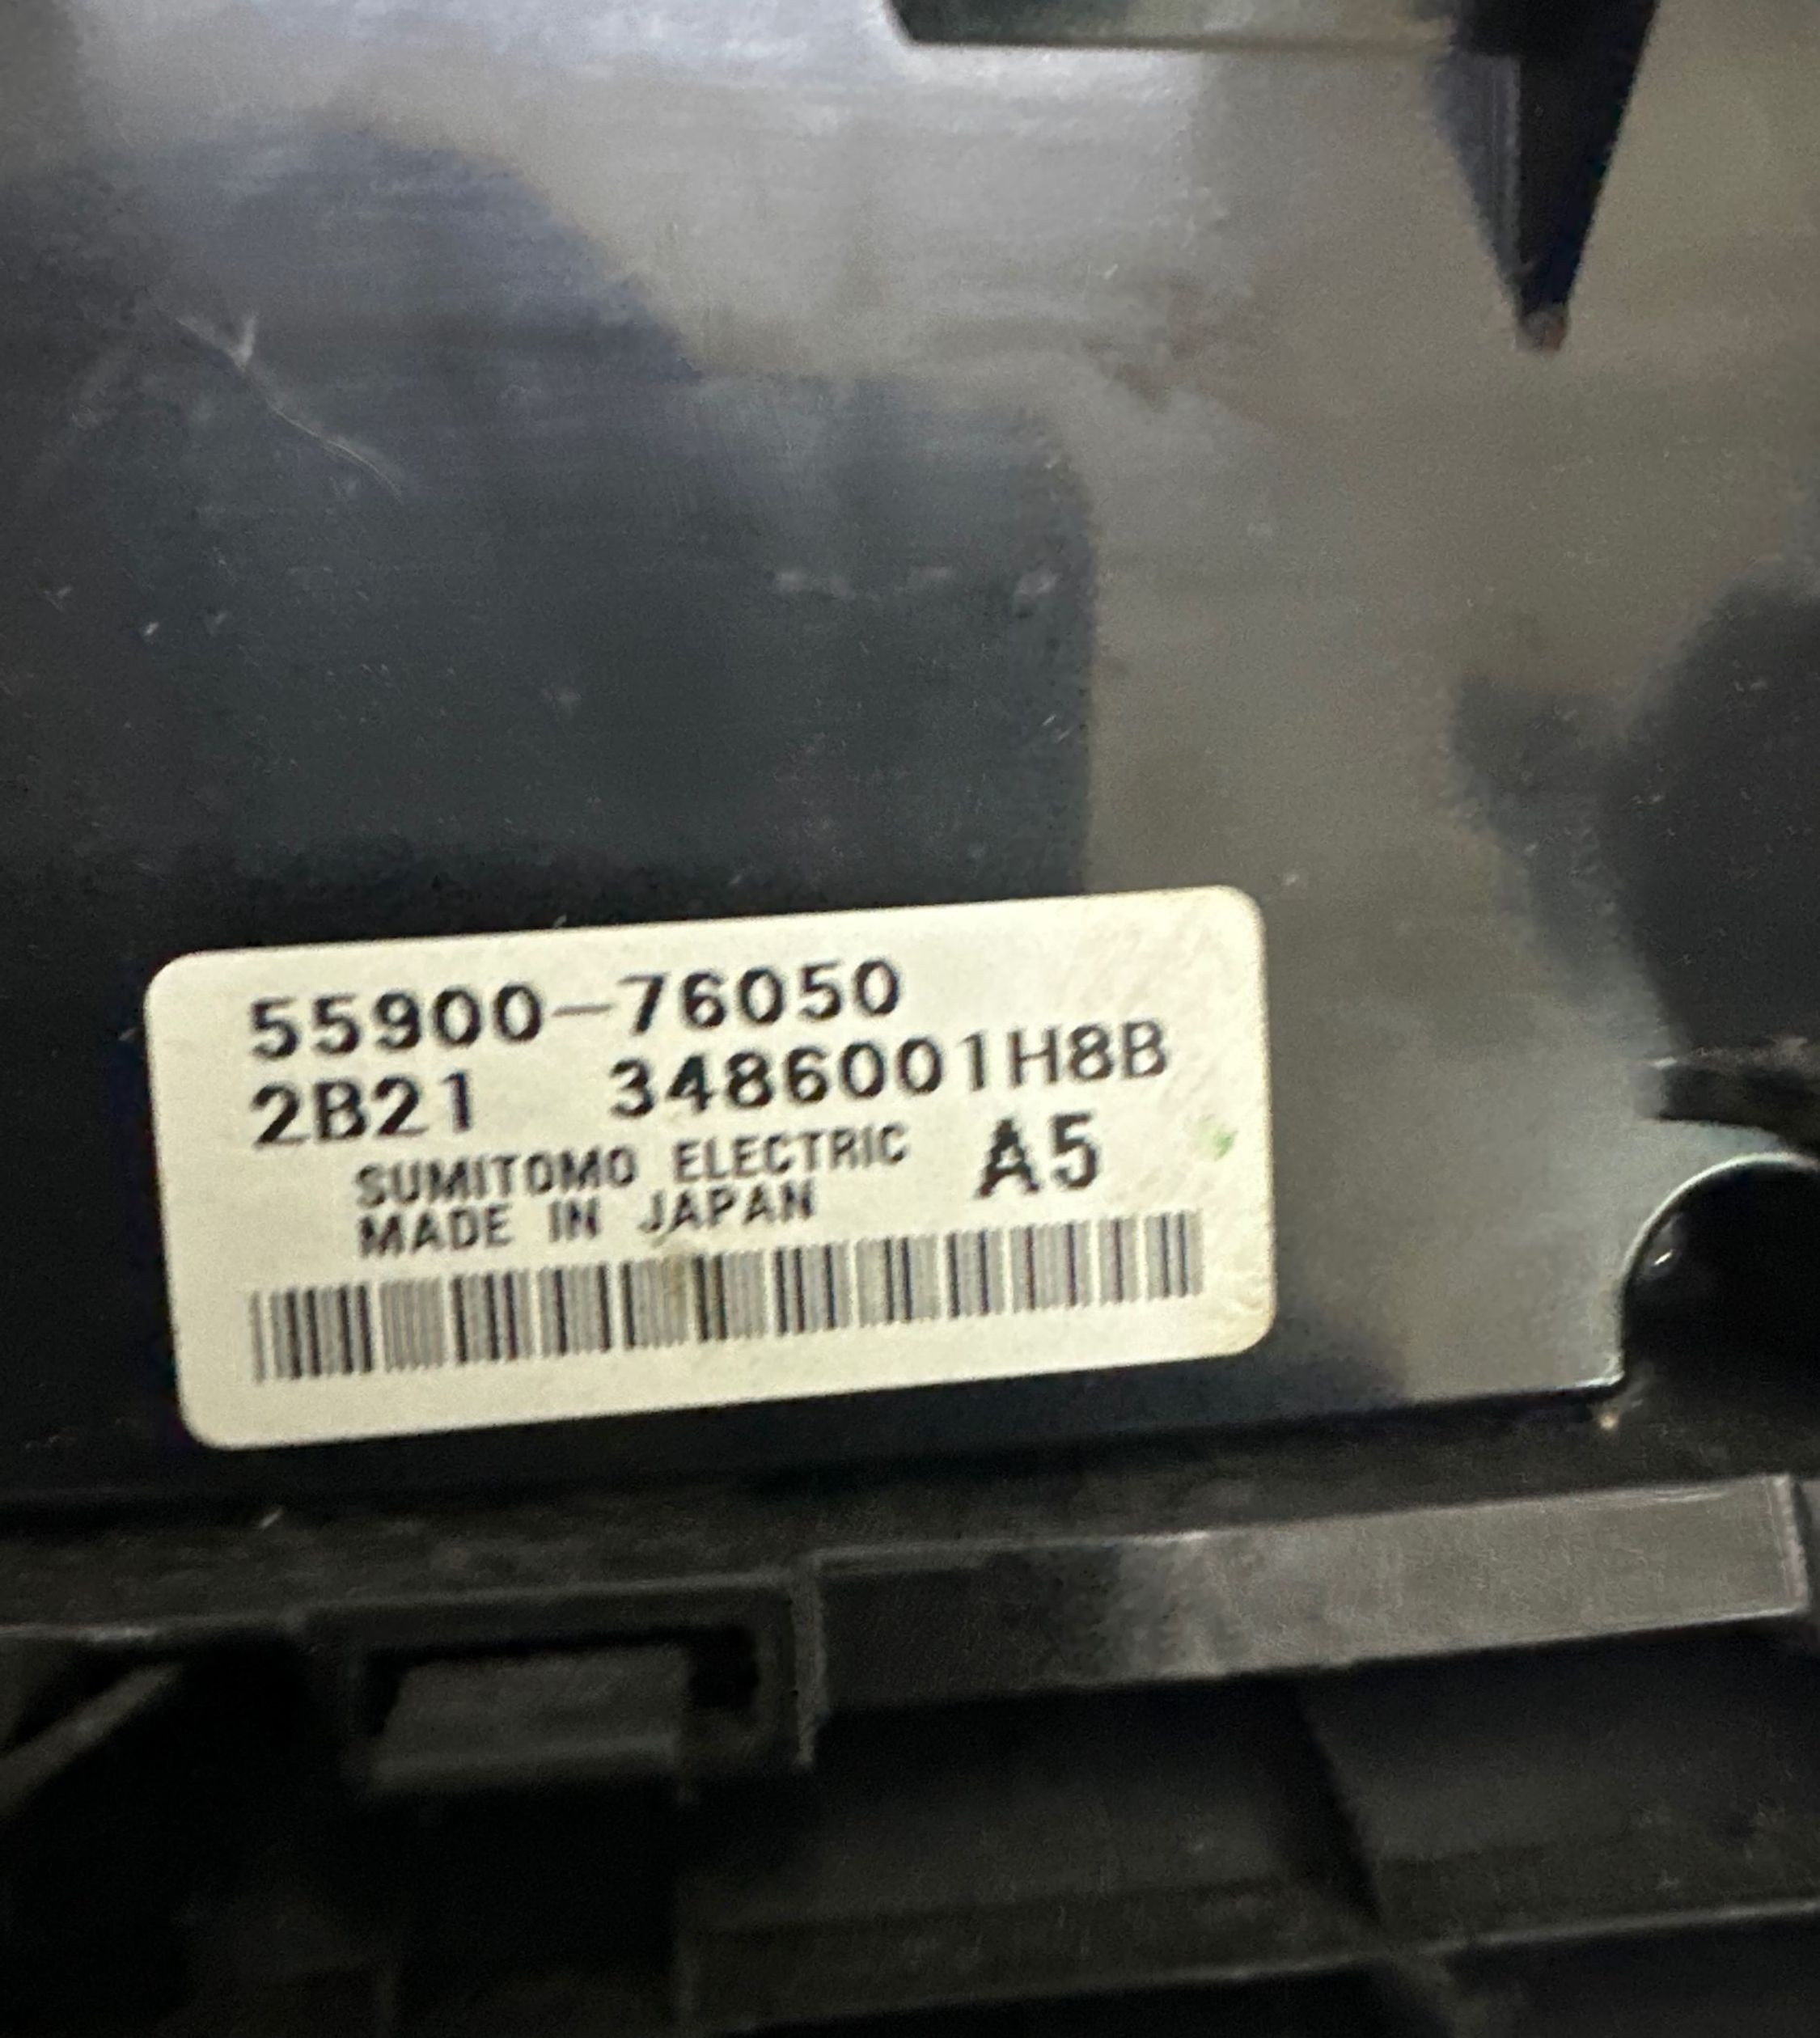 55900-76050
2B21 3486001H8B
SUMITOMO ELECTRIC A5
MADE IN JAPAN